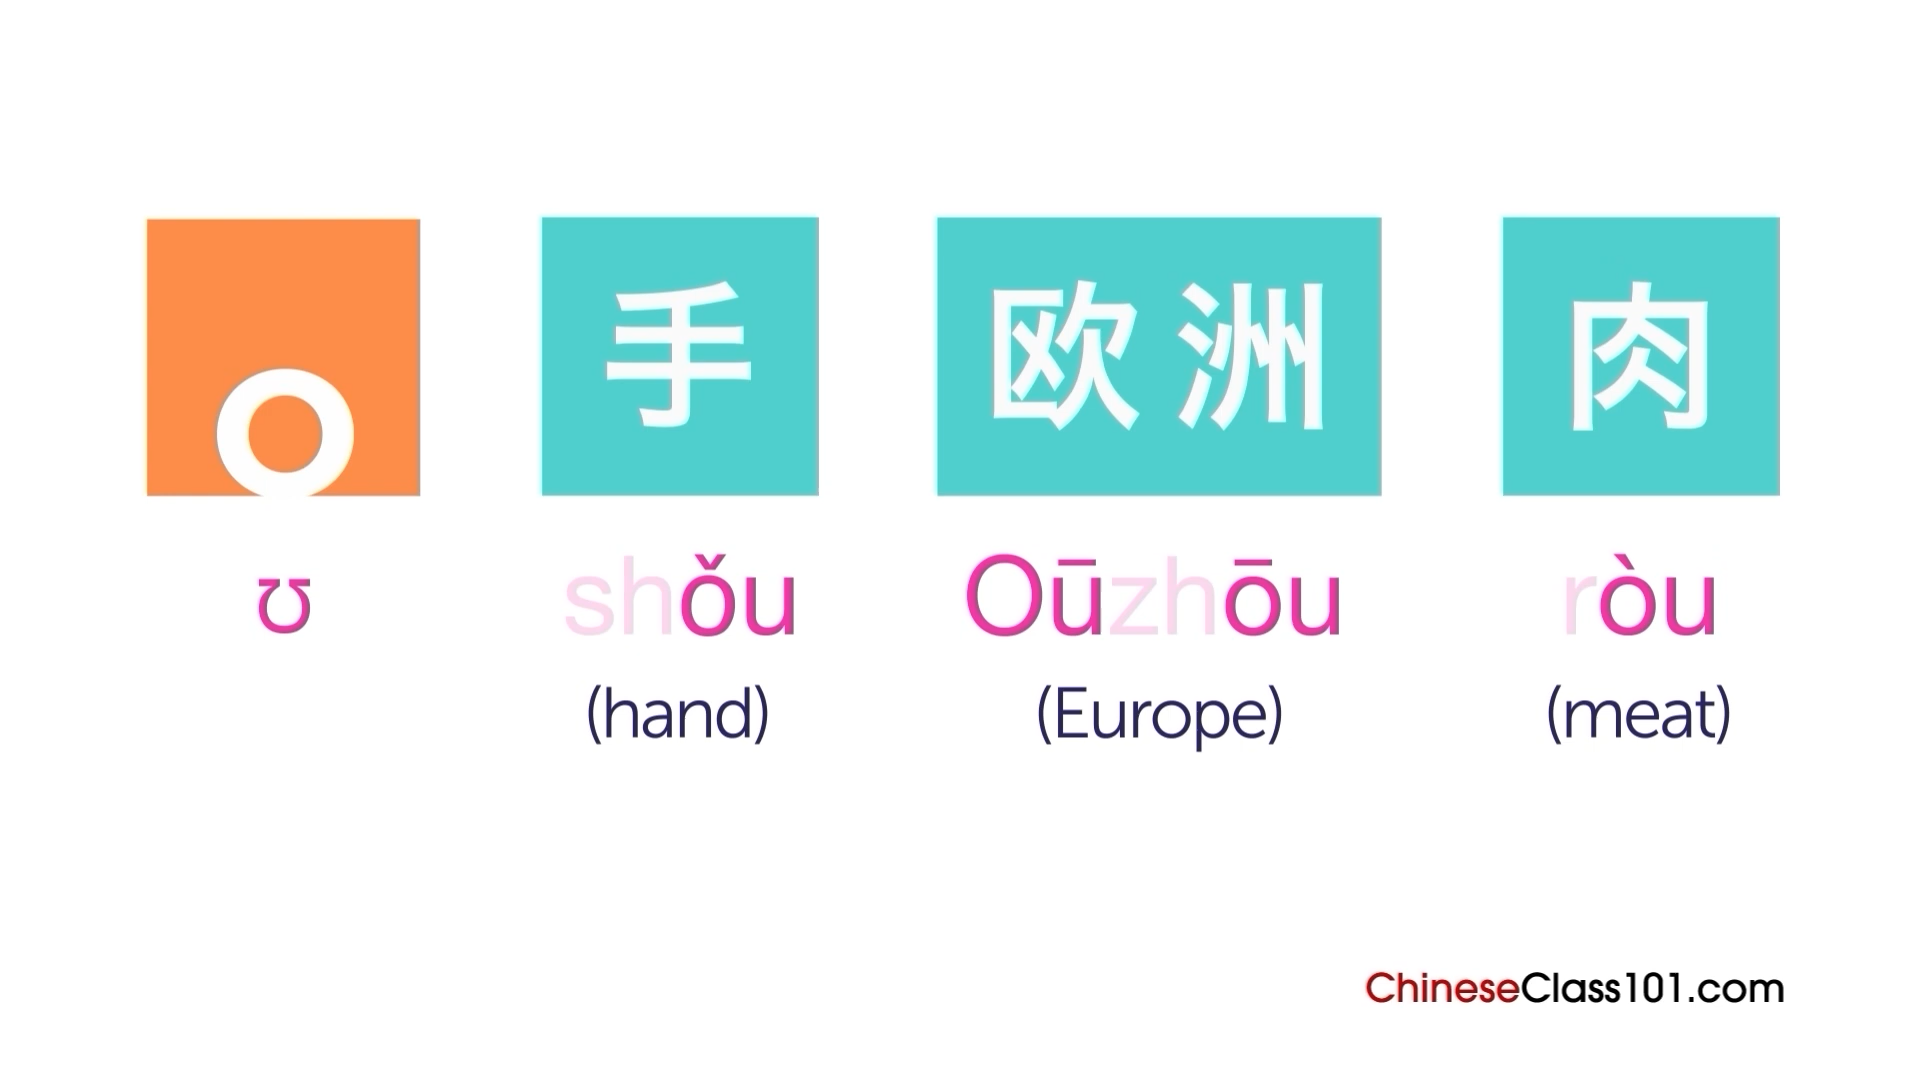 o 手 欧洲 肉
ʊ shǒu Oūzhōu ròu
(hand) (Europe) (meat)
ChineseClass101.com